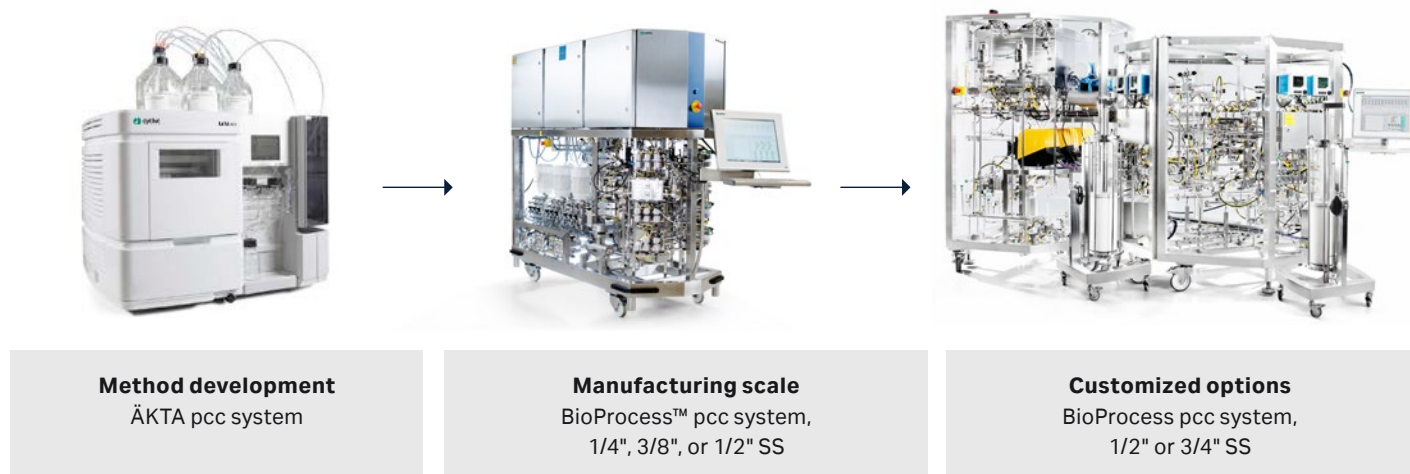 cytiva
Method development
ÄKTA pcc system
Manufacturing scale
BioProcess™ pcc system,
1/4", 3/8", or 1/2" SS
Customized options
BioProcess pcc system,
1/2" or 3/4" SS